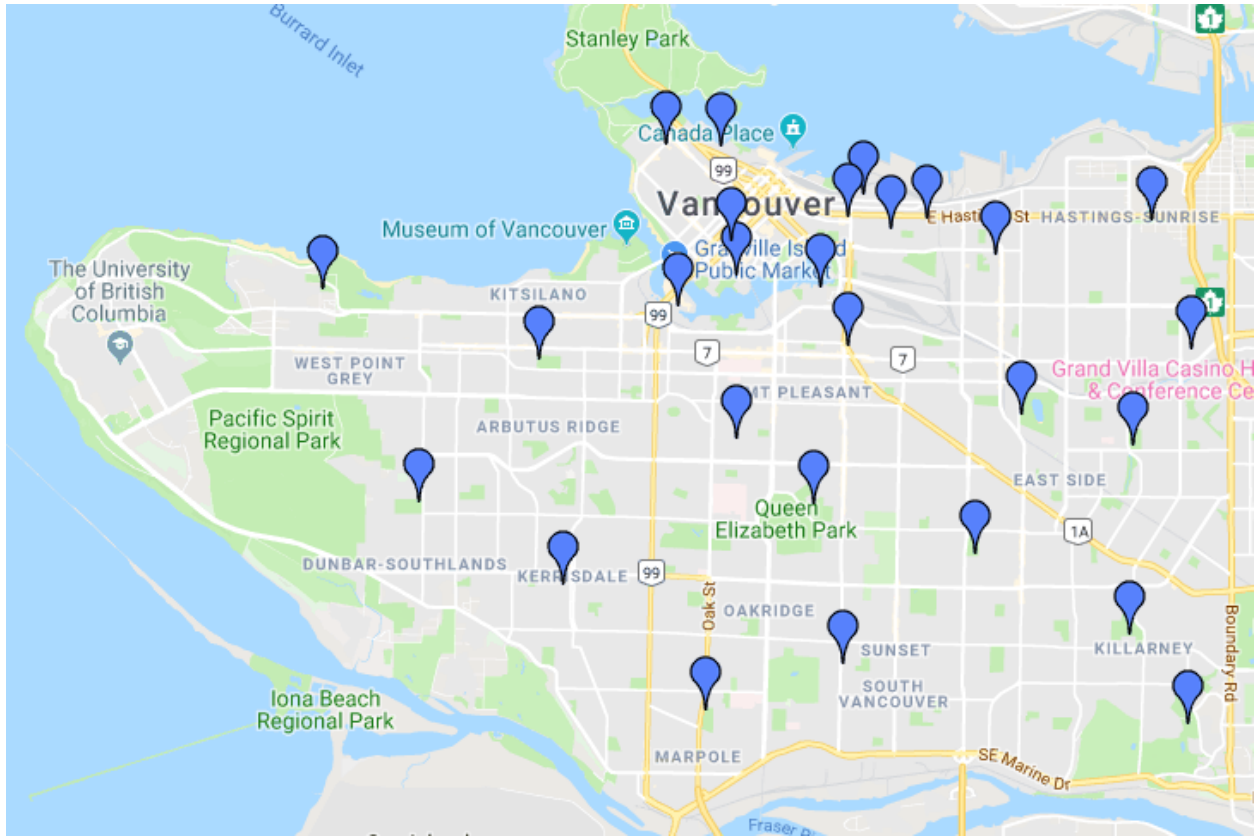 Burrard Inlet
Stanley Park
1
Canada Place
99
Vancouver
E Hastings St
HASTINGS-SUNRISE
Museum of Vancouver
Granville Island
Public Market
The University
of British
Columbia
KITSILANO
99
1
WEST POINT
GREY
7
7
Grand Villa Casino H
& Conference Ce
MT PLEASANT
Pacific Spirit
Regional Park
ARBUTUS RIDGE
EAST SIDE
Queen
Elizabeth Park
1A
DUNBAR-SOUTHLANDS
KERRISDALE
99
Oak St
OAKRIDGE
Boundary Rd
SUNSET
KILLARNEY
SOUTH
VANCOUVER
Iona Beach
Regional Park
MARPOLE
SE Marine Dr
Fraser